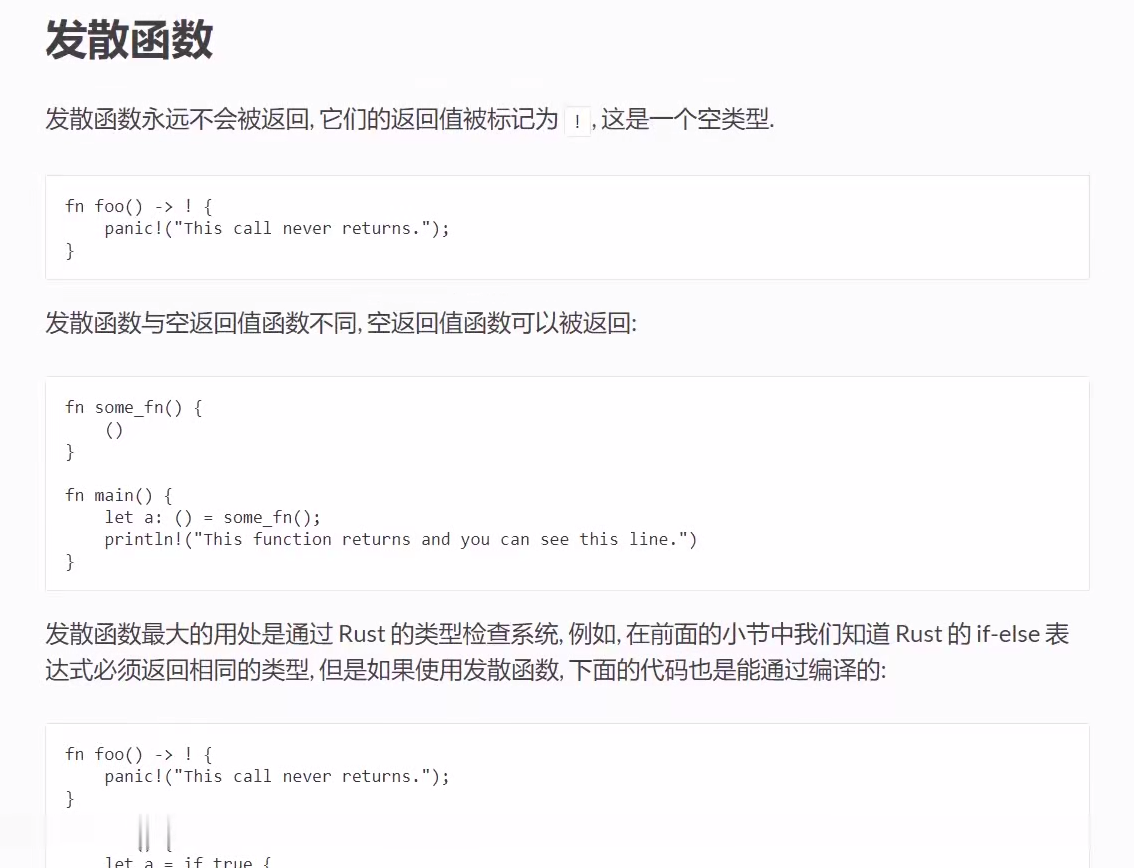 发散函数
发散函数永远不会被返回, 它们的返回值被标记为 !, 这是一个空类型.
fn foo() -> ! {
    panic!("This call never returns.");
}
发散函数与空返回值函数不同, 空返回值函数可以被返回:
fn some_fn() {
    ()
}
fn main() {
    let a: () = some_fn();
    println!("This function returns and you can see this line.")
}
发散函数最大的用处是通过 Rust 的类型检查系统, 例如, 在前面的小节中我们知道 Rust 的 if-else 表
达式必须返回相同的类型, 但是如果使用发散函数, 下面的代码也是能通过编译的:
fn foo() -> ! {
    panic!("This call never returns.");
}
    let a = if true {